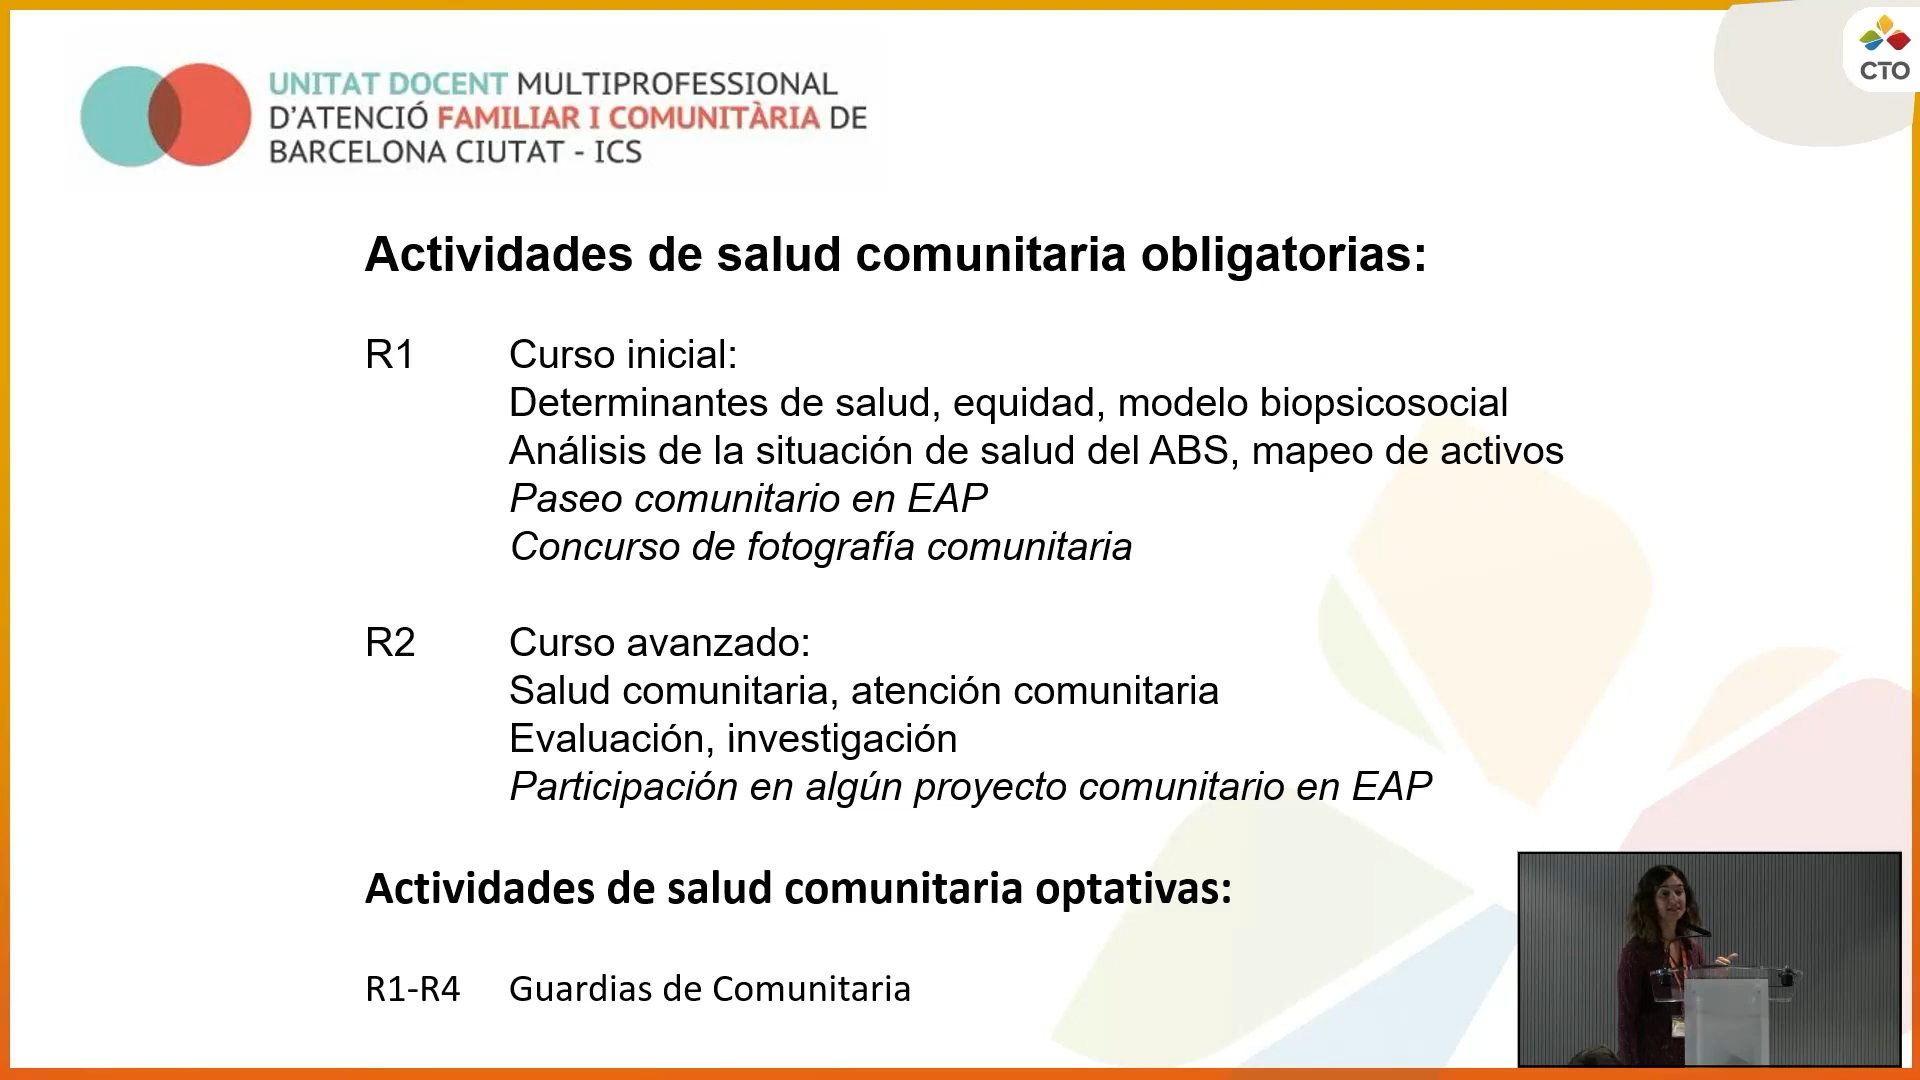 UNITAT DOCENT MULTIPROFESSIONAL
D'ATENCIÓ FAMILIAR I COMUNITÀRIA DE
BARCELONA CIUTAT - ICS
CTO
Actividades de salud comunitaria obligatorias:
R1 Curso inicial:
Determinantes de salud, equidad, modelo biopsicosocial
Análisis de la situación de salud del ABS, mapeo de activos
Paseo comunitario en EAP
Concurso de fotografía comunitaria
R2 Curso avanzado:
Salud comunitaria, atención comunitaria
Evaluación, investigación
Participación en algún proyecto comunitario en EAP
Actividades de salud comunitaria optativas:
R1-R4 Guardias de Comunitaria